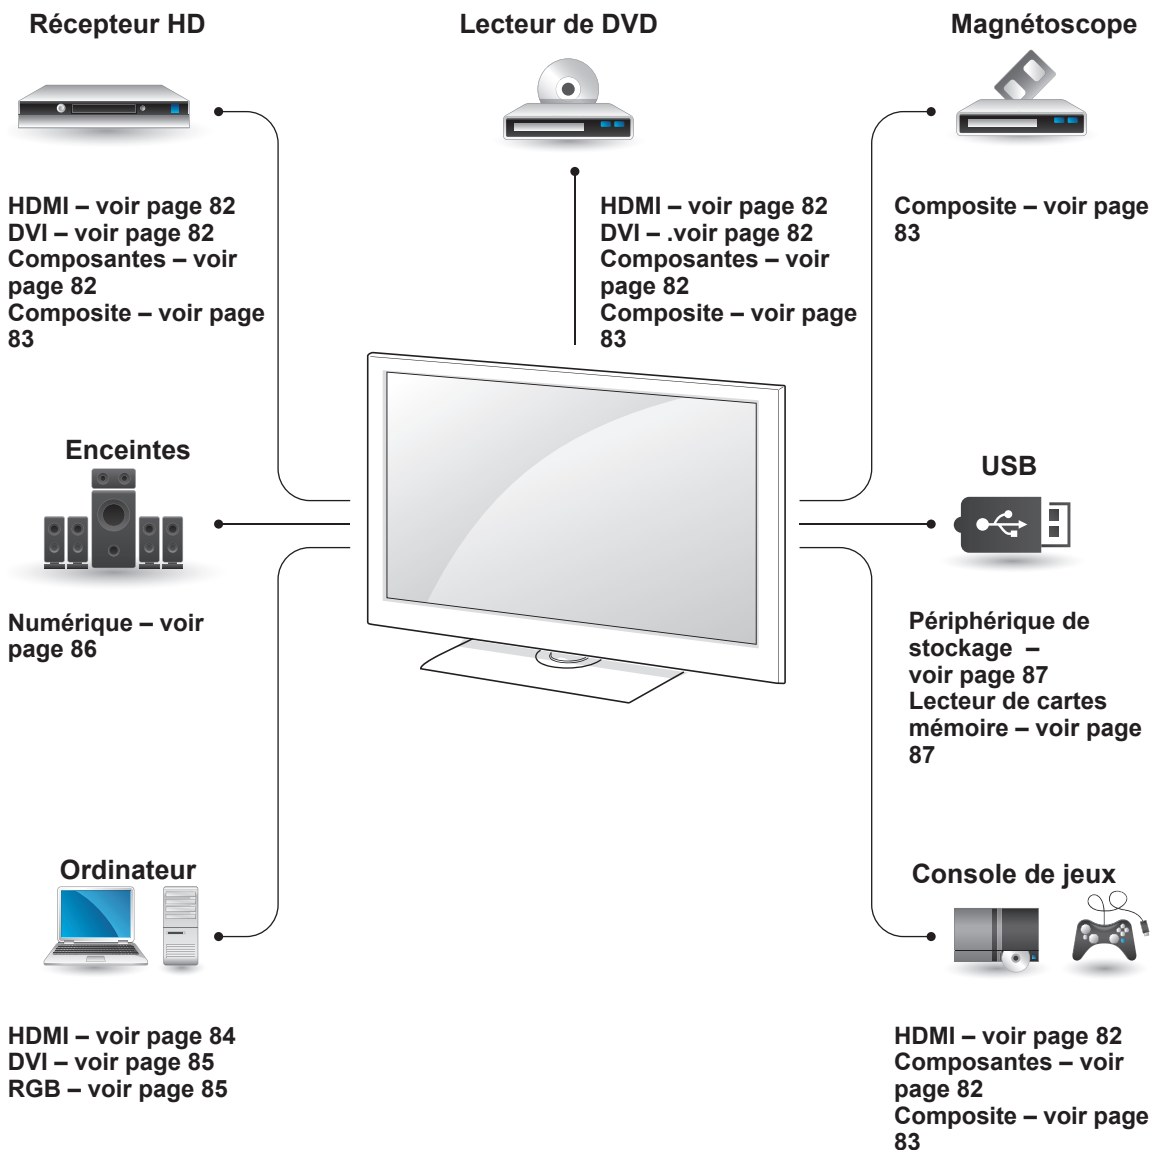 Récepteur HD
HDMI – voir page 82
DVI – voir page 82
Composantes – voir
page 82
Composite – voir page
83
Lecteur de DVD
HDMI – voir page 82
DVI – .voir page 82
Composantes – voir
page 82
Composite – voir page
83
Magnétoscope
Composite – voir page
83
Enceintes
Numérique – voir
page 86
USB
Périphérique de
stockage –
voir page 87
Lecteur de cartes
mémoire – voir page
87
Ordinateur
HDMI – voir page 84
DVI – voir page 85
RGB – voir page 85
Console de jeux
HDMI – voir page 82
Composantes – voir
page 82
Composite – voir page
83